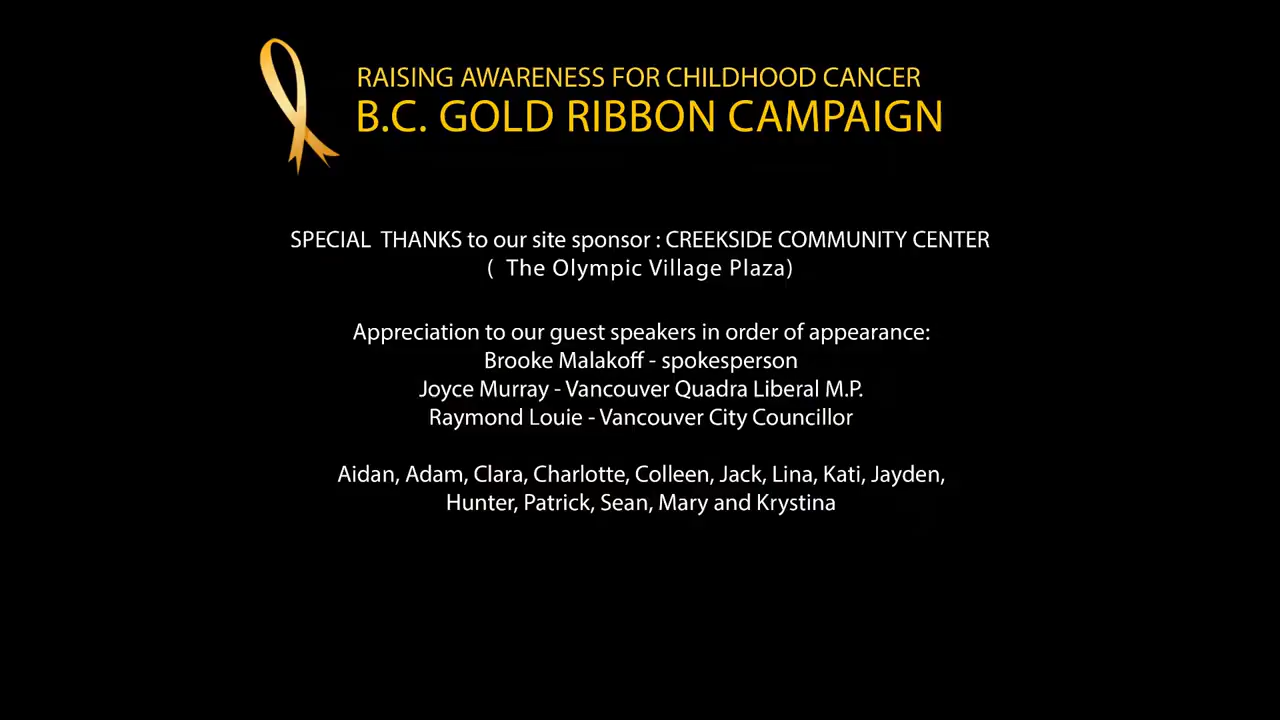 RAISING AWARENESS FOR CHILDHOOD CANCER
B.C. GOLD RIBBON CAMPAIGN
SPECIAL  THANKS to our site sponsor : CREEKSIDE COMMUNITY CENTER
(  The Olympic Village Plaza)
Appreciation to our guest speakers in order of appearance:
Brooke Malakoff - spokesperson
Joyce Murray - Vancouver Quadra Liberal M.P.
Raymond Louie - Vancouver City Councillor
Aidan, Adam, Clara, Charlotte, Colleen, Jack, Lina, Kati, Jayden,
Hunter, Patrick, Sean, Mary and Krystina